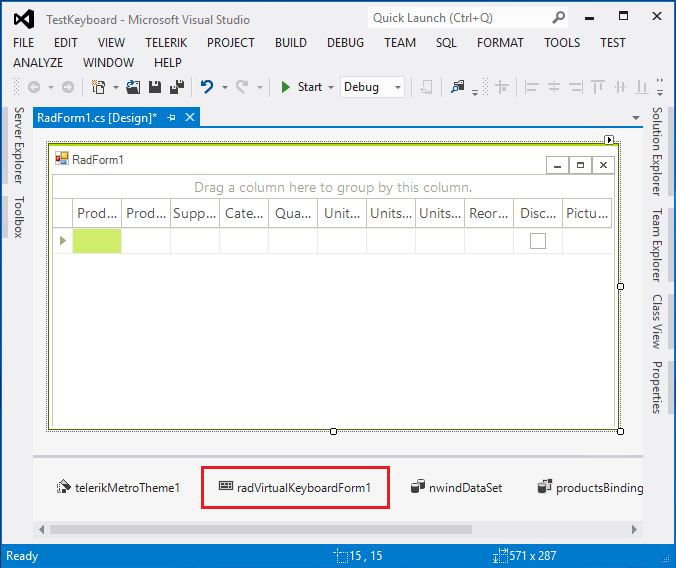 TestKeyboard - Microsoft Visual Studio
Quick Launch (Ctrl+Q)
FILE EDIT VIEW TELERIK PROJECT BUILD DEBUG TEAM SQL FORMAT TOOLS TEST
ANALYZE WINDOW HELP
Start Debug
RadForm1.cs [Design]*
Server Explorer
Toolbox
RadForm1
Drag a column here to group by this column.
Prod... Prod... Supp... Cate... Qua... Unit... Units... Units... Reor... Disc... Pictu...
Solution Explorer
Team Explorer
Class View
Properties
telerikMetroTheme1 radVirtualKeyboardForm1 nwindDataSet productsBinding
Ready 15 , 15 571 x 287